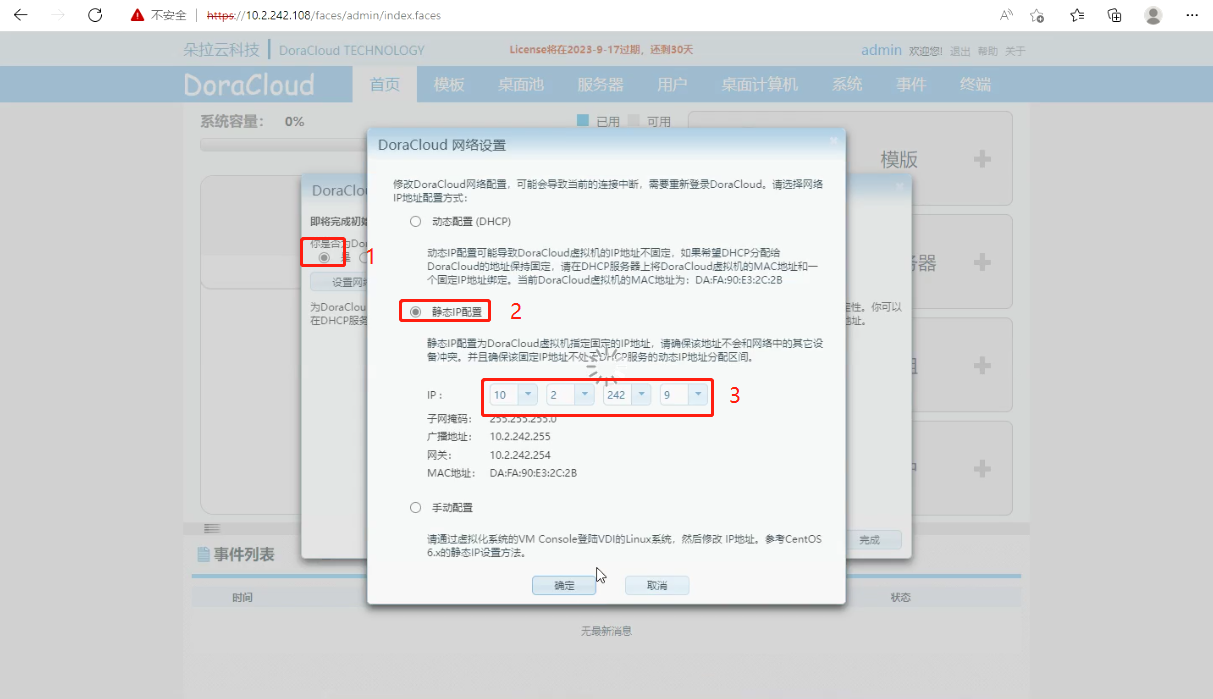 不安全 https://10.2.242.108/faces/admin/index.faces
朵拉云科技 DoraCloud TECHNOLOGY License将在2023-9-17过期，还剩30天 admin 欢迎您! 退出 帮助 关于
DoraCloud 首页 模板 桌面池 服务器 用户 桌面计算机 系统 事件 终端
系统容量： 0% 已用 可用
模版
DoraCloud 网络设置
修改DoraCloud网络配置，可能会导致当前的连接中断，需要重新登录DoraCloud。请选择网络
IP地址配置方式：
动态配置 (DHCP)
动态IP配置可能导致DoraCloud虚拟机的IP地址不固定，如果希望DHCP分配给
DoraCloud的地址保持固定，请在DHCP服务器上将DoraCloud虚拟机的MAC地址和一
个固定IP地址绑定。当前DoraCloud虚拟机的MAC地址为：DA:FA:90:E3:2C:2B
静态IP配置 2
静态IP配置为DoraCloud虚拟机指定固定的IP地址，请确保该地址不会和网络中的其它设
备冲突。并且确保该固定IP地址不处在DHCP服务的动态IP地址分配区间。
IP： 10 2 242 9 3
子网掩码： 255.255.255.0
广播地址： 10.2.242.255
网关： 10.2.242.254
MAC地址： DA:FA:90:E3:2C:2B
手动配置
请通过虚拟化系统的VM Console登陆VDI的Linux系统，然后修改 IP地址。参考CentOS
6.x的静态IP设置方法。
确定 取消
DoraClo
即将完成初始
你是否为Dor
是 1
设置网络
为DoraClou
在DHCP服务
定性。你可以
地址。
完成
事件列表
时间 状态
无最新消息